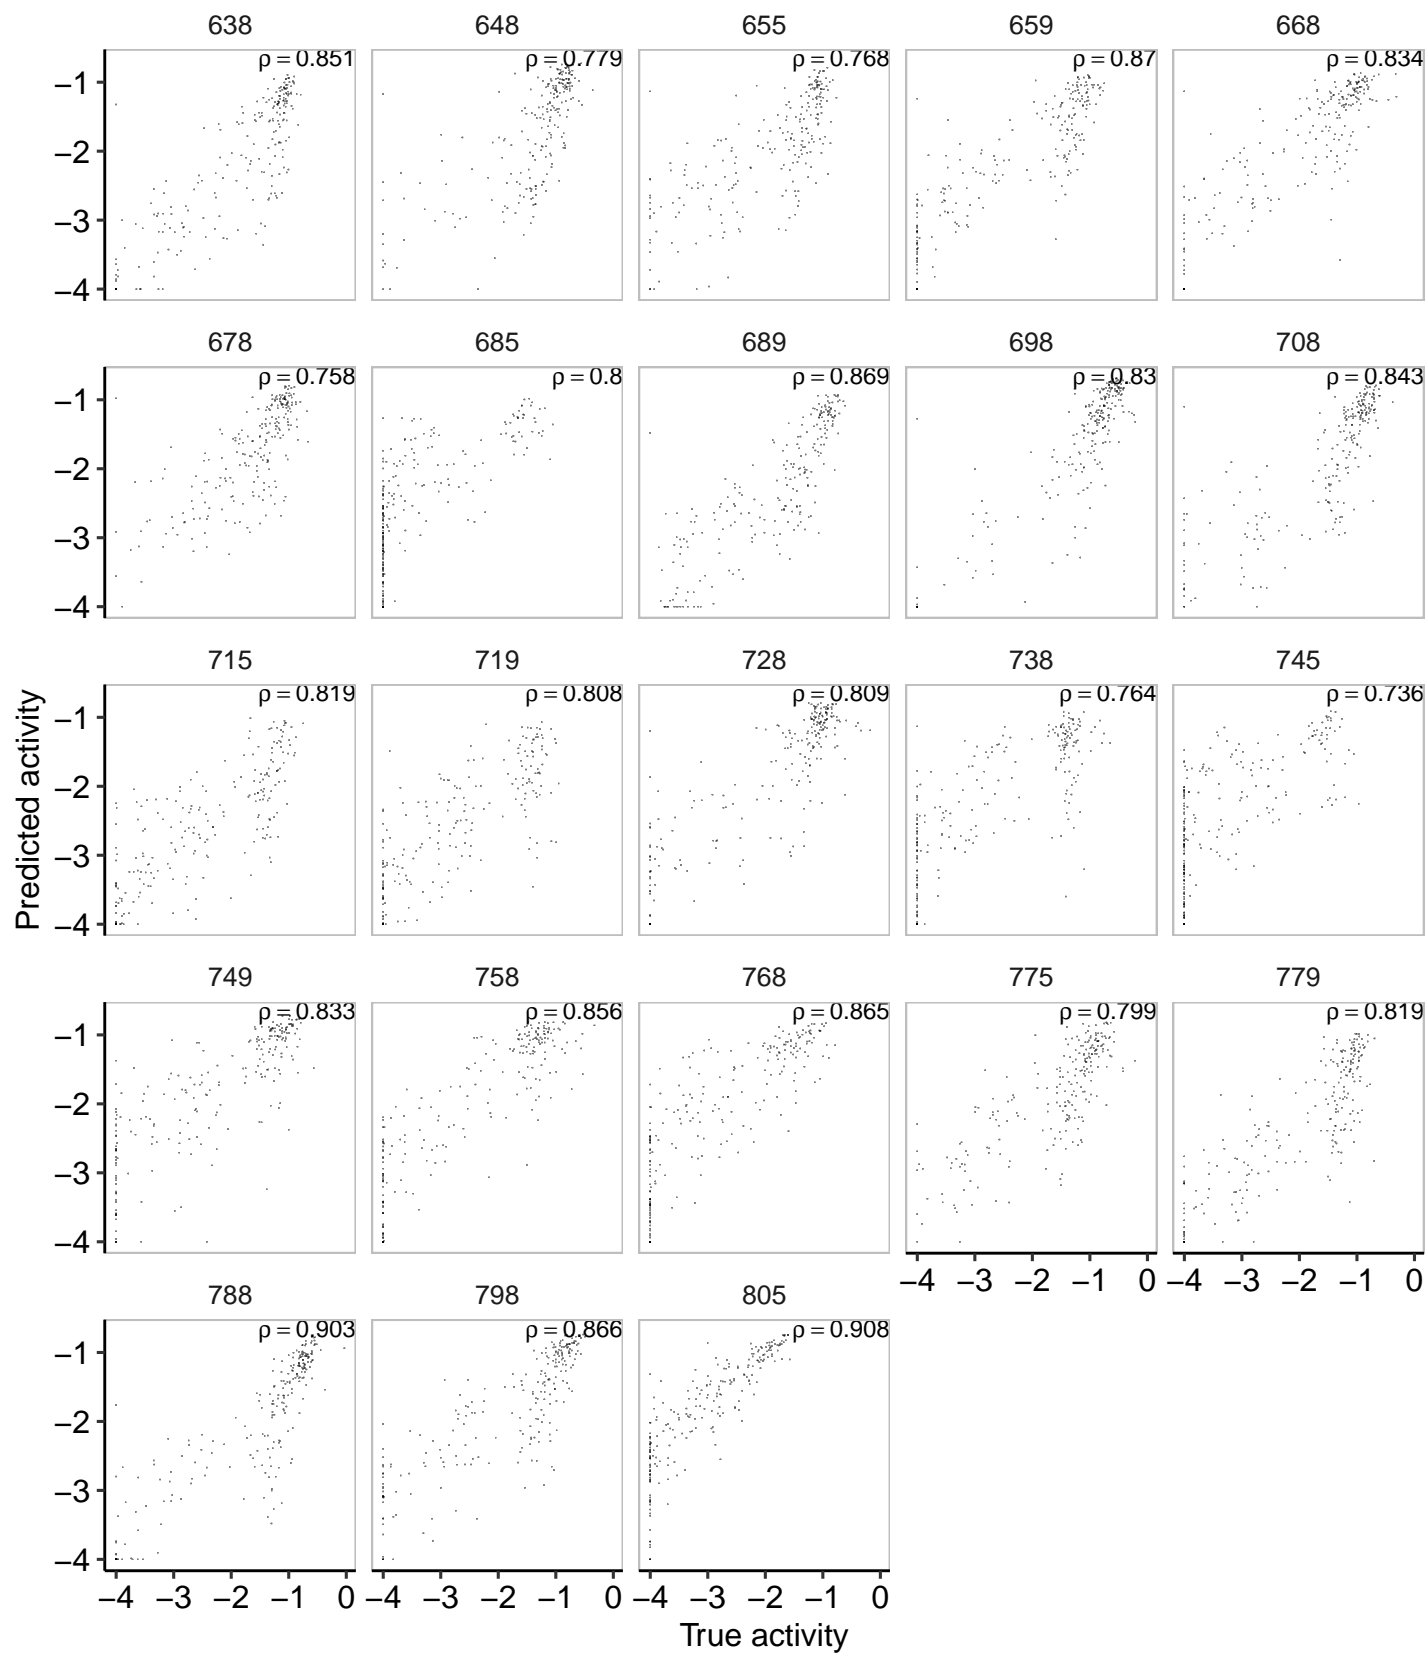 638 648 655 659 668
ρ = 0.851 ρ = 0.779 ρ = 0.768 ρ = 0.87 ρ = 0.834
−1
−2
−3
−4
678 685 689 698 708
ρ = 0.758 ρ = 0.8 ρ = 0.869 ρ = 0.83 ρ = 0.843
−1
−2
−3
−4
715 719 728 738 745
ρ = 0.819 ρ = 0.808 ρ = 0.809 ρ = 0.764 ρ = 0.736
−1
−2
−3
−4
Predicted activity
749 758 768 775 779
ρ = 0.833 ρ = 0.856 ρ = 0.865 ρ = 0.799 ρ = 0.819
−1
−2
−3
−4
−4 −3 −2 −1 0 −4 −3 −2 −1 0
788 798 805
ρ = 0.903 ρ = 0.866 ρ = 0.908
−1
−2
−3
−4
−4 −3 −2 −1 0 −4 −3 −2 −1 0 −4 −3 −2 −1 0
True activity